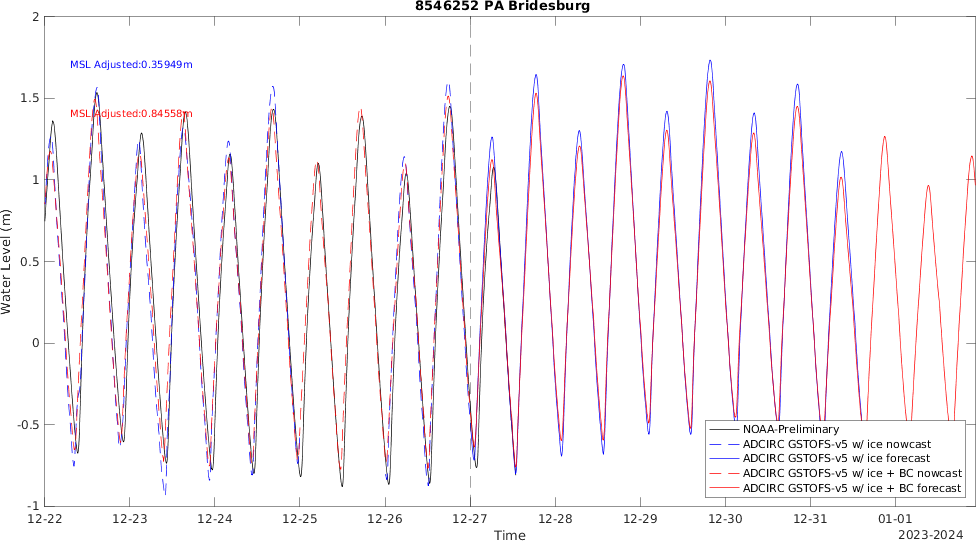 8546252 PA Bridesburg
2
MSL Adjusted:0.35949m
1.5
MSL Adjusted:0.84558m
1
0.5
0
-0.5
-1
Water Level (m)
NOAA-Preliminary
ADCIRC GSTOFS-v5 w/ ice nowcast
ADCIRC GSTOFS-v5 w/ ice forecast
ADCIRC GSTOFS-v5 w/ ice + BC nowcast
ADCIRC GSTOFS-v5 w/ ice + BC forecast
12-22 12-23 12-24 12-25 12-26 12-27 12-28 12-29 12-30 12-31 01-01
Time
2023-2024